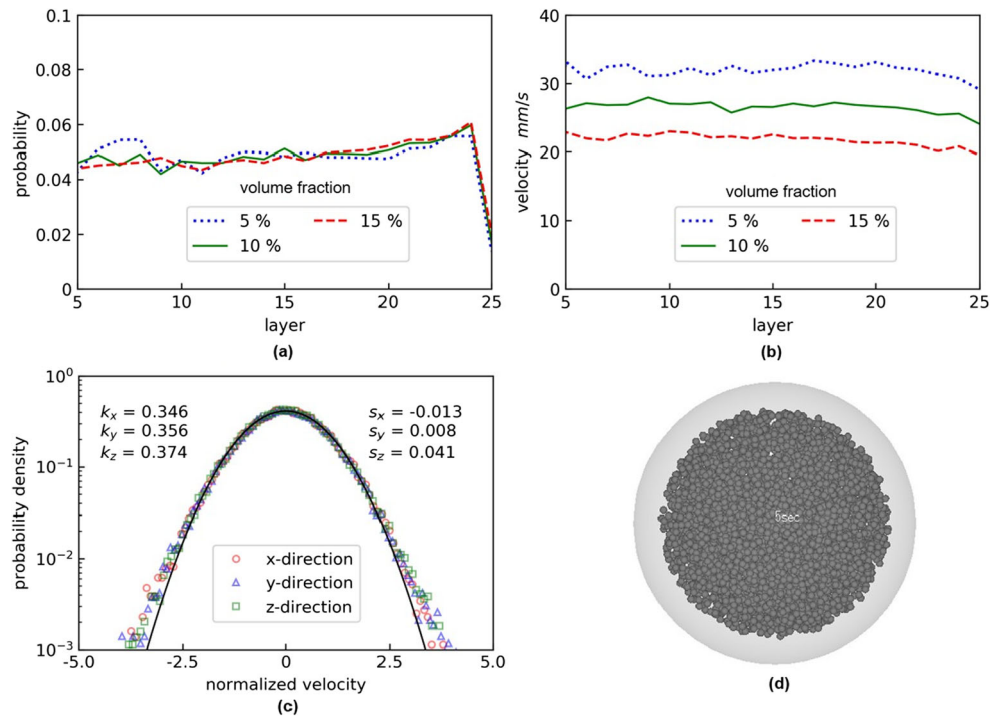 0.1
0.08
0.06
0.04
0.02
0
probability
volume fraction
5 % 15 %
10 %
5 10 15 20 25
layer
(a)
40
30
20
10
0
velocity mm/s
volume fraction
5 % 15 %
10 %
5 10 15 20 25
layer
(b)
10⁰
10⁻¹
10⁻²
10⁻³
probability density
kₓ = 0.346
k_y = 0.356
k_z = 0.374
sₓ = -0.013
s_y = 0.008
s_z = 0.041
x-direction
y-direction
z-direction
-5.0 -2.5 0 2.5 5.0
normalized velocity
(c)
(d)